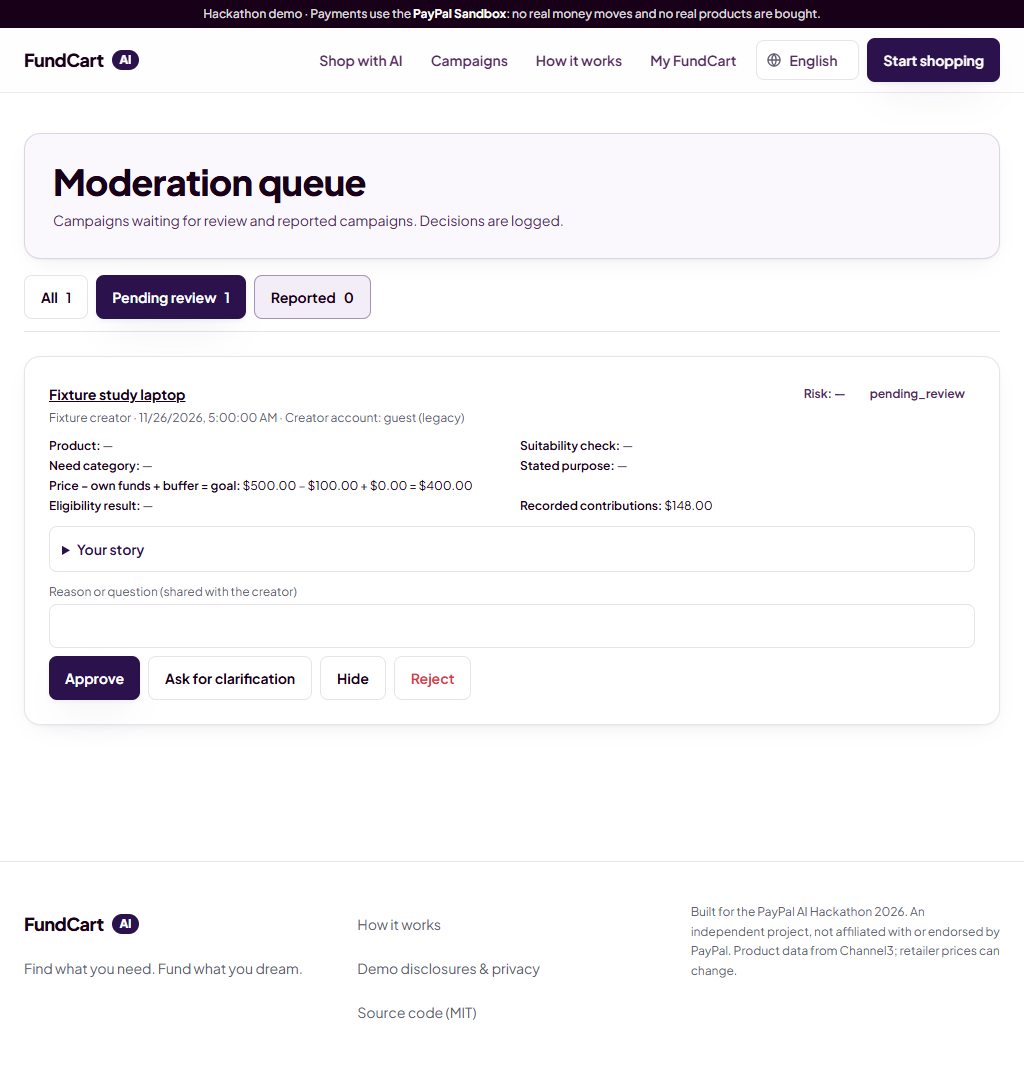 Hackathon demo · Payments use the PayPal Sandbox: no real money moves and no real products are bought.
FundCart AI
Shop with AI
Campaigns
How it works
My FundCart
English
Start shopping
Moderation queue
Campaigns waiting for review and reported campaigns. Decisions are logged.
All 1
Pending review 1
Reported 0
Fixture study laptop
Risk: —
pending_review
Fixture creator · 11/26/2026, 5:00:00 AM · Creator account: guest (legacy)
Product: —
Suitability check: —
Need category: —
Stated purpose: —
Price − own funds + buffer = goal: $500.00 − $100.00 + $0.00 = $400.00
Eligibility result: —
Recorded contributions: $148.00
Your story
Reason or question (shared with the creator)
Approve
Ask for clarification
Hide
Reject
FundCart AI
Find what you need. Fund what you dream.
How it works
Demo disclosures & privacy
Source code (MIT)
Built for the PayPal AI Hackathon 2026. An
independent project, not affiliated with or endorsed by
PayPal. Product data from Channel3; retailer prices can
change.